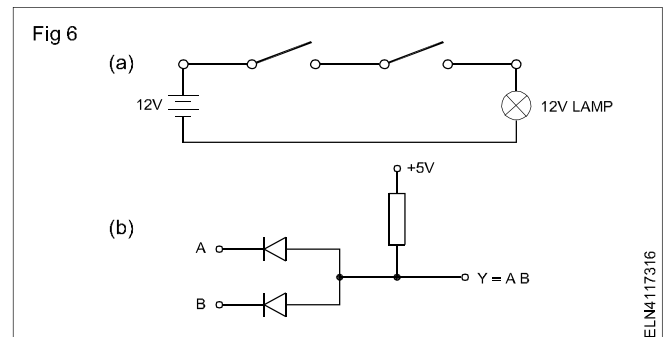 Fig 6
(a)
12V
12V LAMP
+5V
(b)
A
Y = A B
B
ELN4117316